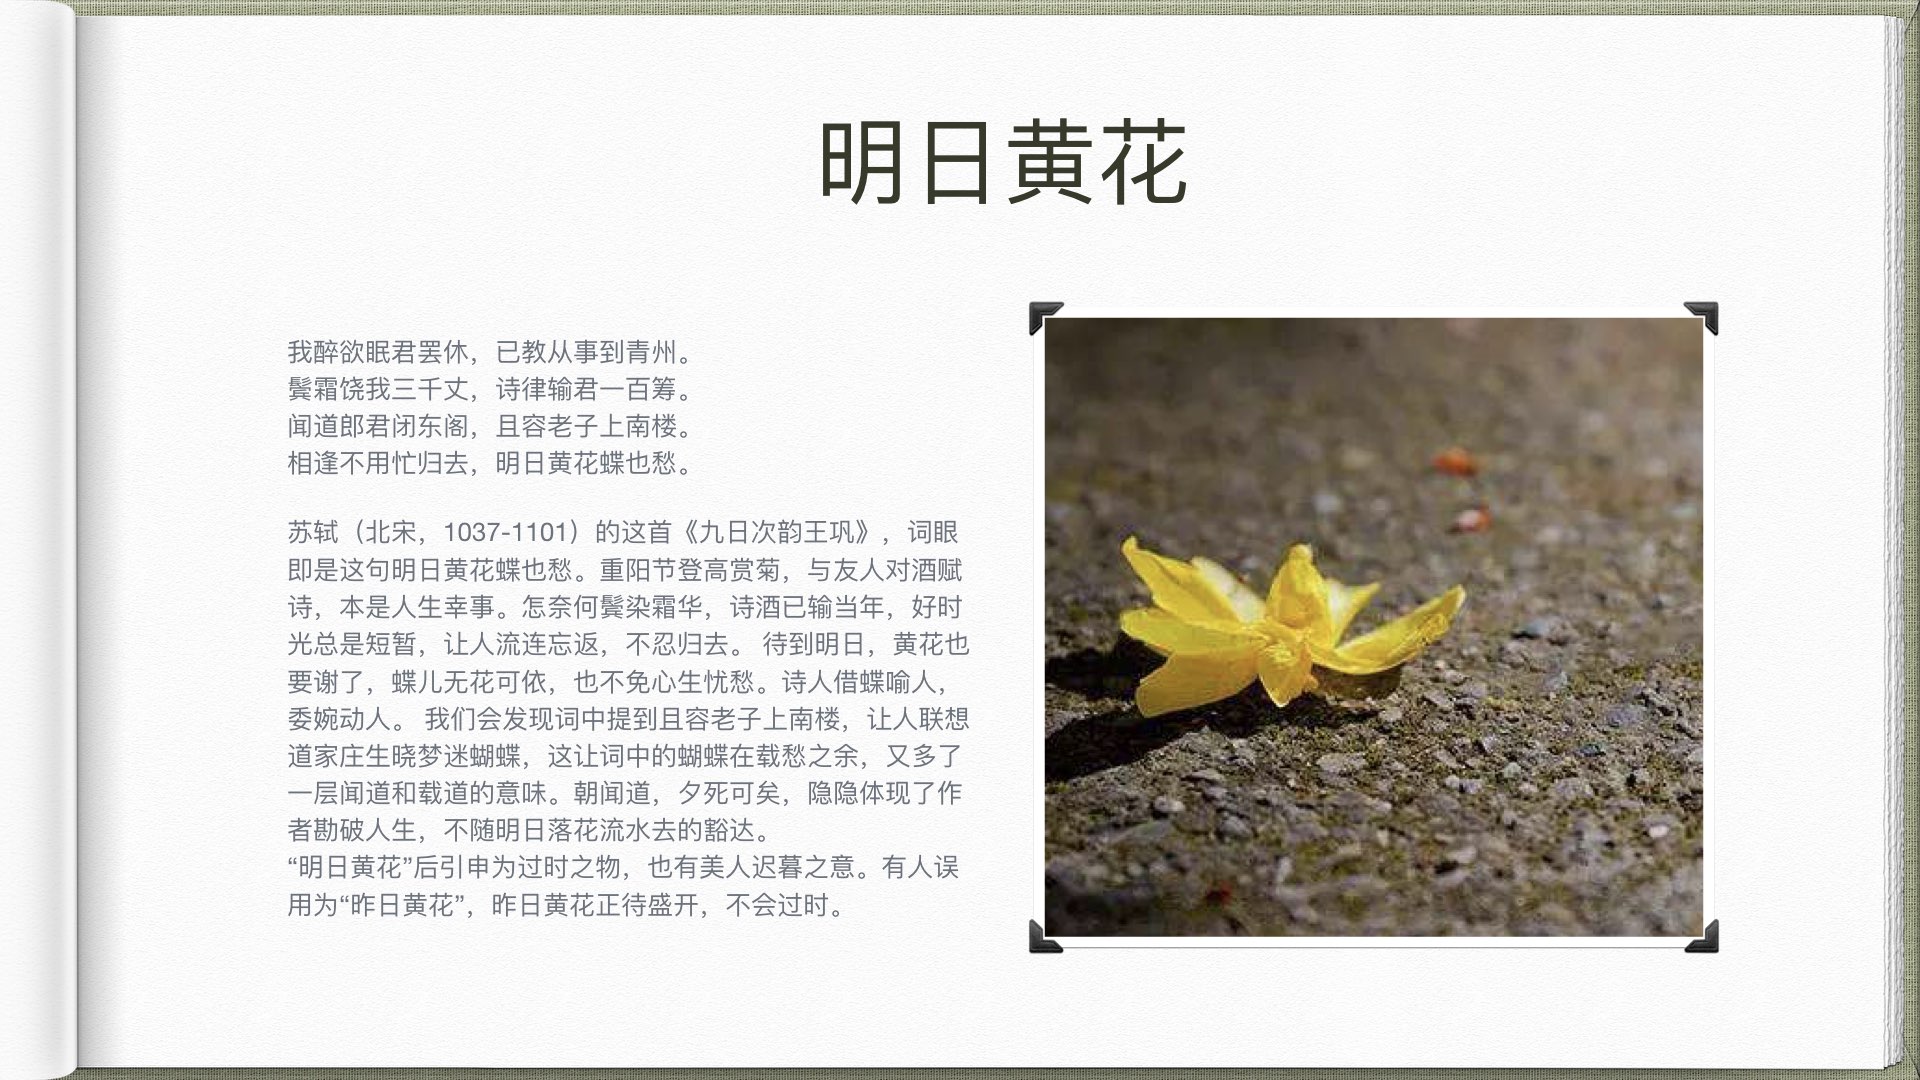 明日黄花
我醉欲眠君罢休，已教从事到青州。
鬓霜饶我三千丈，诗律输君一百筹。
闻道郎君闭东阁，且容老子上南楼。
相逢不用忙归去，明日黄花蝶也愁。
苏轼（北宋，1037-1101）的这首《九日次韵王巩》，词眼
即是这句明日黄花蝶也愁。重阳节登高赏菊，与友人对酒赋
诗，本是人生幸事。怎奈何鬓染霜华，诗酒已输当年，好时
光总是短暂，让人流连忘返，不忍归去。 待到明日，黄花也
要谢了，蝶儿无花可依，也不免心生忧愁。诗人借蝶喻人，
委婉动人。 我们会发现词中提到且容老子上南楼，让人联想
道家庄生晓梦迷蝴蝶，这让词中的蝴蝶在载愁之余，又多了
一层闻道和载道的意味。朝闻道，夕死可矣，隐隐体现了作
者勘破人生，不随明日落花流水去的豁达。
“明日黄花”后引申为过时之物，也有美人迟暮之意。有人误
用为“昨日黄花”，昨日黄花正待盛开，不会过时。